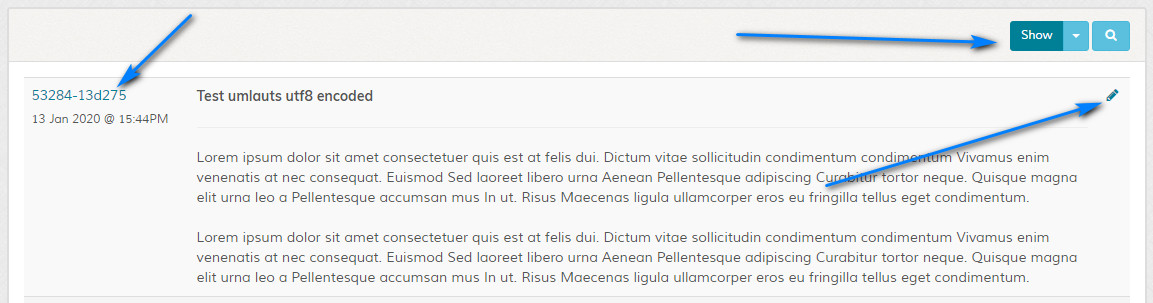 Show
53284-13d275
Test umlauts utf8 encoded
13 Jan 2020 @ 15:44PM
Lorem ipsum dolor sit amet consectetuer quis est at felis dui. Dictum vitae sollicitudin condimentum condimentum Vivamus enim
venenatis at nec consequat. Euismod Sed laoreet libero urna Aenean Pellentesque adipiscing Curabitur tortor neque. Quisque magna
elit urna leo a Pellentesque accumsan mus In ut. Risus Maecenas ligula ullamcorper eros eu fringilla tellus eget condimentum.
Lorem ipsum dolor sit amet consectetuer quis est at felis dui. Dictum vitae sollicitudin condimentum condimentum Vivamus enim
venenatis at nec consequat. Euismod Sed laoreet libero urna Aenean Pellentesque adipiscing Curabitur tortor neque. Quisque magna
elit urna leo a Pellentesque accumsan mus In ut. Risus Maecenas ligula ullamcorper eros eu fringilla tellus eget condimentum.